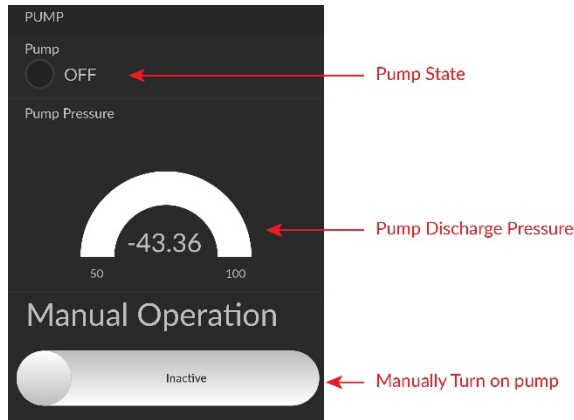 PUMP
Pump
OFF
Pump State
Pump Pressure
-43.36
Pump Discharge Pressure
50
100
Manual Operation
Inactive
Manually Turn on pump